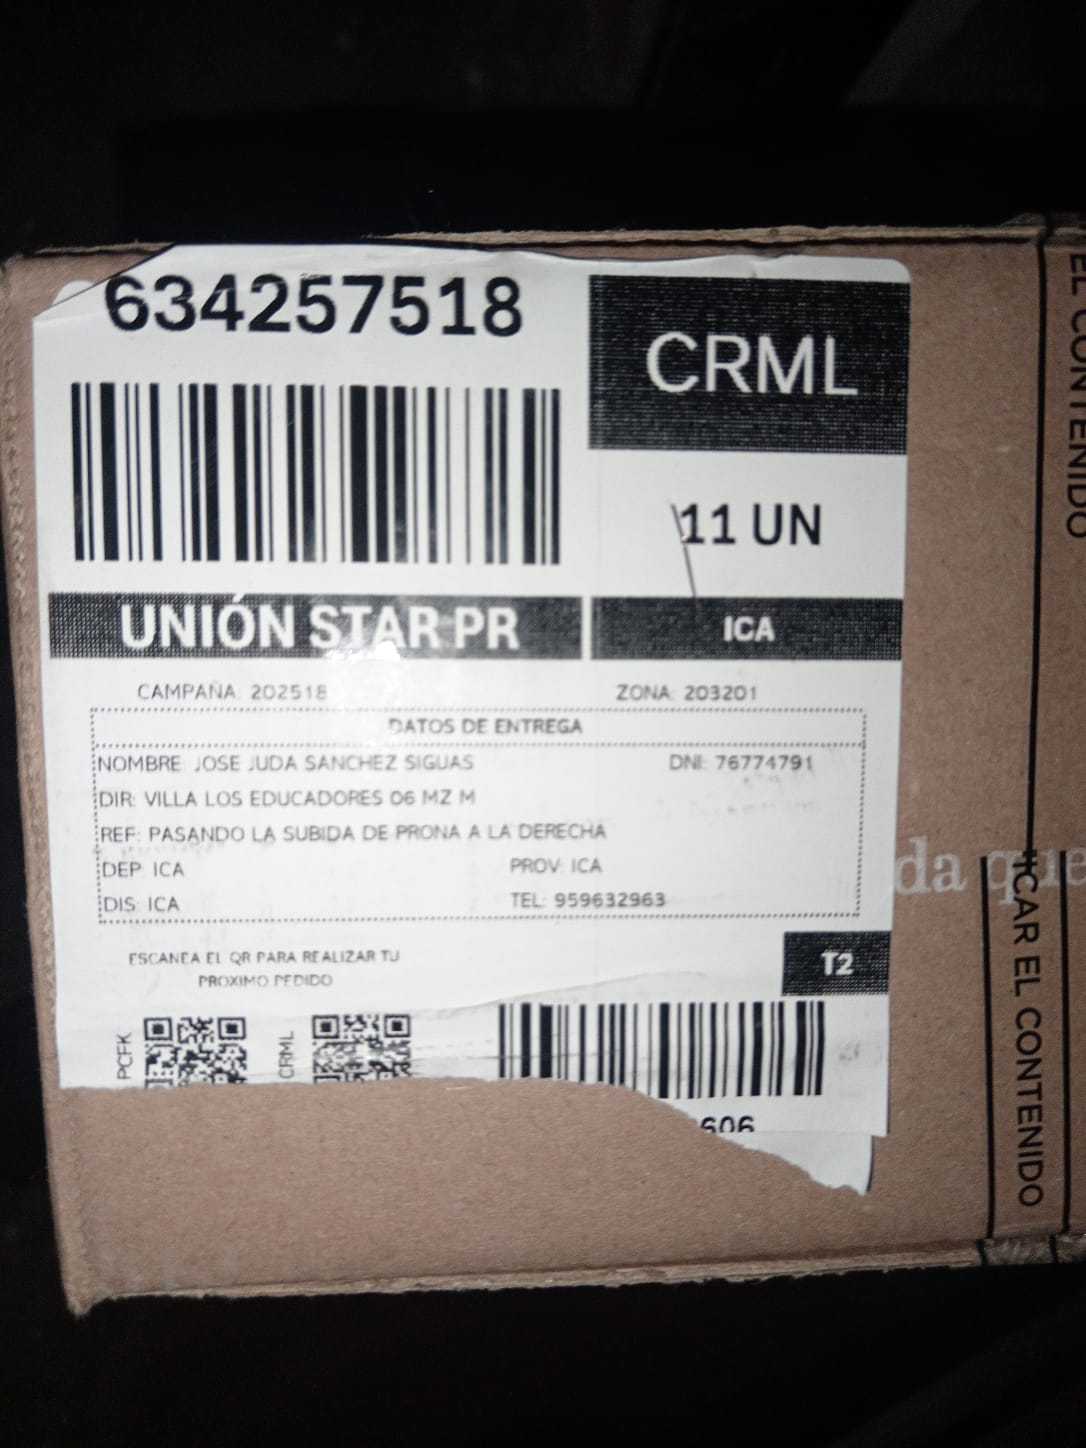 634257518
CRML
11 UN
UNIÓN STAR PR
ICA
CAMPAÑA: 202518
ZONA: 203201
DATOS DE ENTREGA
NOMBRE: JOSE JUDA SANCHEZ SIGUAS
DNI: 76774791
DIR: VILLA LOS EDUCADORES 06 MZ M
REF: PASANDO LA SUBIDA DE PRONA A LA DERECHA
DEP: ICA
PROV: ICA
DIS: ICA
TEL: 959632963
ESCANEA EL QR PARA REALIZAR TU
PROXIMO PEDIDO
T2
PCFK
CRML
606
da que
EL CONTENIDO
ICAR EL CONTENIDO